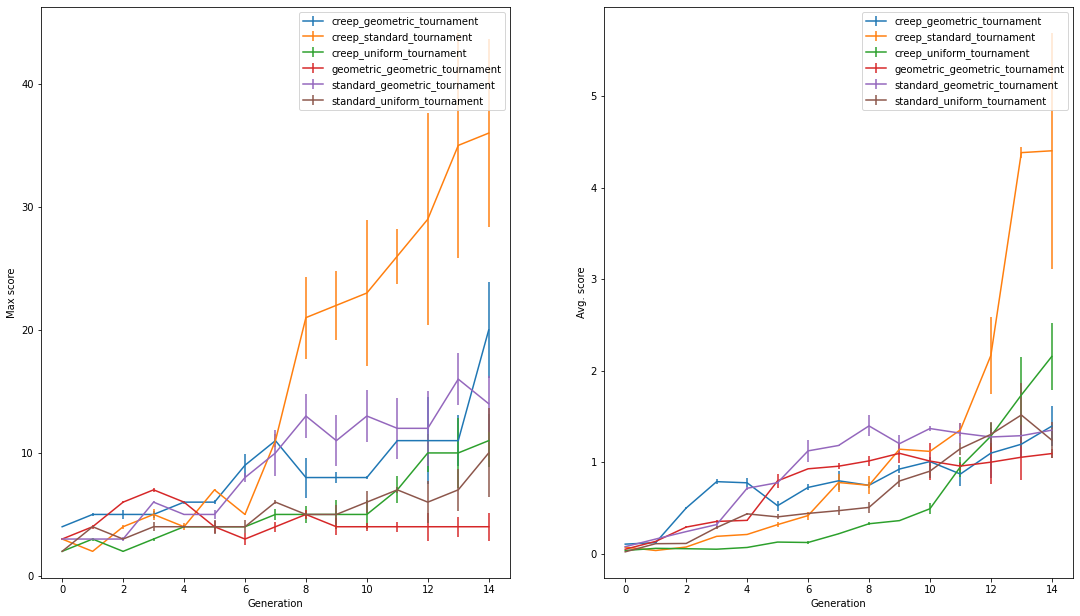 creep_geometric_tournament
creep_standard_tournament
creep_uniform_tournament
geometric_geometric_tournament
standard_geometric_tournament
standard_uniform_tournament
40
30
20
10
0
Max score
0 2 4 6 8 10 12 14
Generation
creep_geometric_tournament
creep_standard_tournament
creep_uniform_tournament
geometric_geometric_tournament
standard_geometric_tournament
standard_uniform_tournament
5
4
3
2
1
0
Avg. score
0 2 4 6 8 10 12 14
Generation